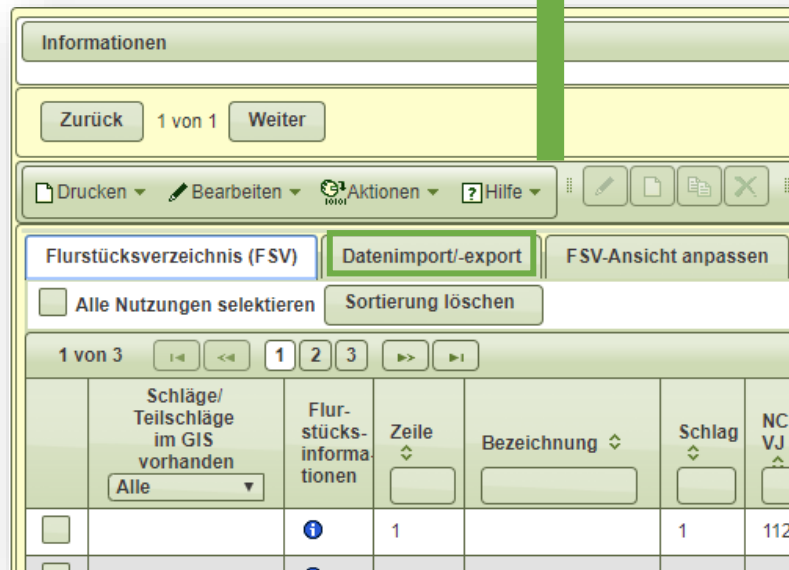 Informationen
Zurück 1 von 1 Weiter
Drucken Bearbeiten Aktionen Hilfe
Flurstücksverzeichnis (FSV) Datenimport/-export FSV-Ansicht anpassen
Alle Nutzungen selektieren Sortierung löschen
1 von 3 1 2 3
Schläge/
Teilschläge
im GIS
vorhanden
Alle
Flur-
stücks-
informa
tionen
Zeile
Bezeichnung
Schlag
NC
VJ
1 1 112